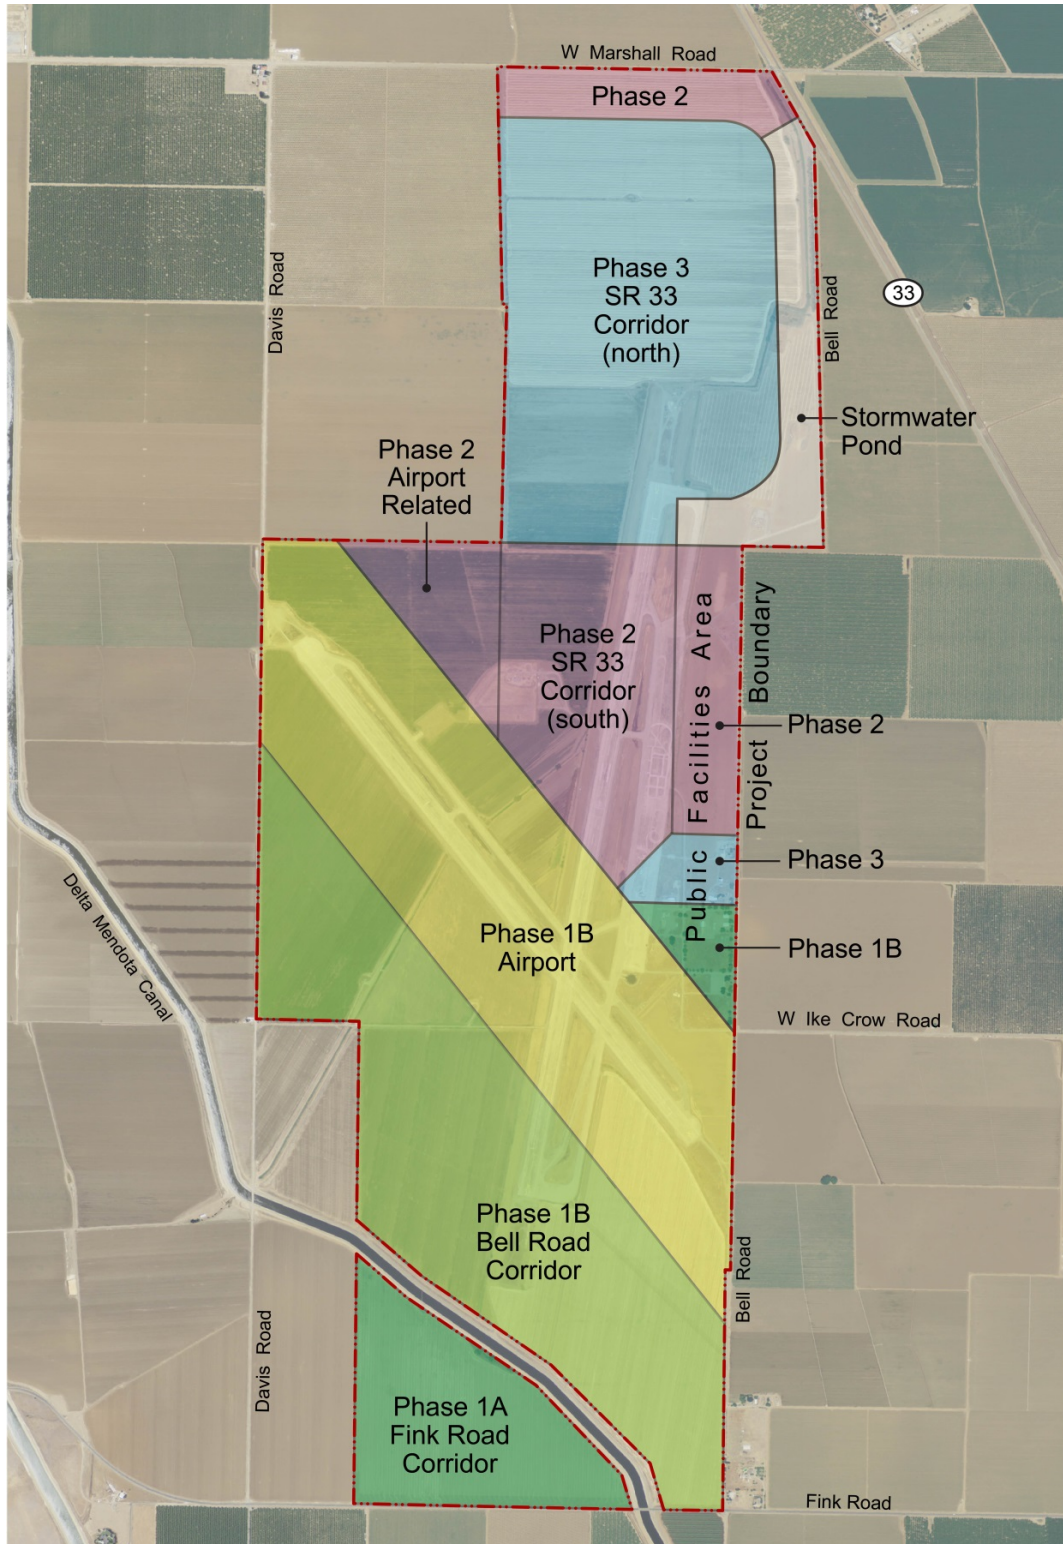 W Marshall Road
Phase 2
Phase 3
SR 33
Corridor
(north)
Davis Road
33
Bell Road
Stormwater
Pond
Phase 2
Airport
Related
Phase 2
SR 33
Corridor
(south)
Public Facilities Area
Project Boundary
Phase 2
Phase 3
Phase 1B
Delta Mendota Canal
Phase 1B
Airport
W Ike Crow Road
Phase 1B
Bell Road
Corridor
Bell Road
Davis Road
Phase 1A
Fink Road
Corridor
Fink Road